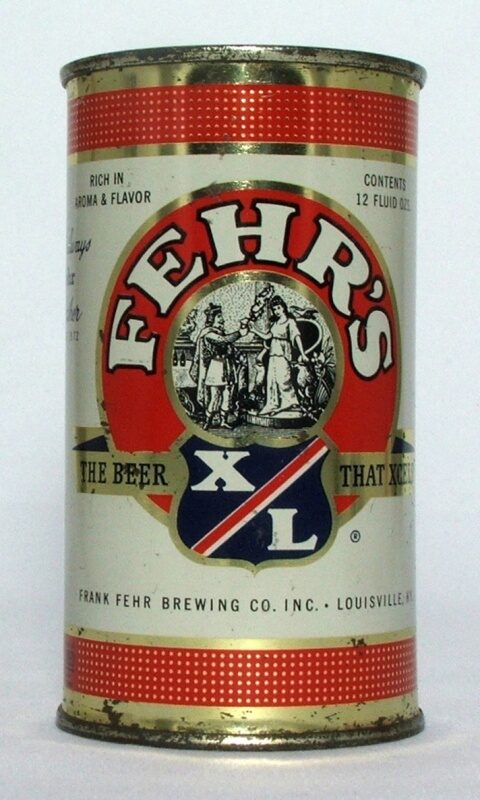 RICH IN
AROMA & FLAVOR
CONTENTS
12 FLUID OZS.
FEHR'S
THE BEER
XL
THAT XCELS
®
FRANK FEHR BREWING CO. INC. • LOUISVILLE, KY.